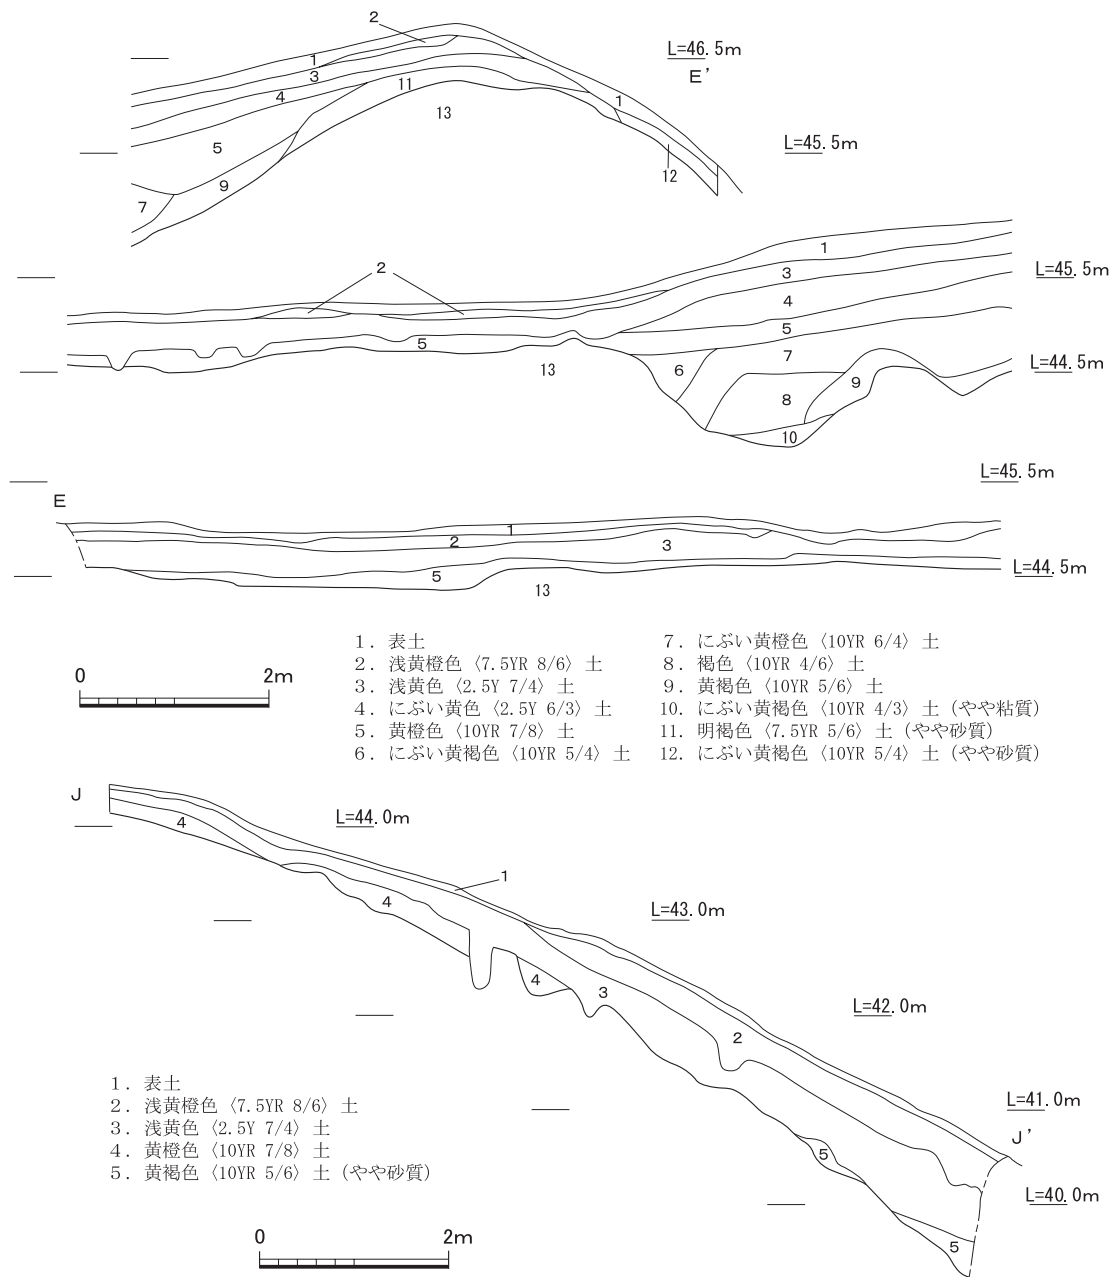 2
L=46.5m
E’
1
3
4
11
1
13
L=45.5m
5
12
9
7
1
2
3
L=45.5m
4
5
5
7
L=44.5m
13
6
9
8
10
L=45.5m
E
1
2
3
5
13
L=44.5m
1. 表土
2. 浅黄橙色〈7.5YR 8/6〉土
3. 浅黄色〈2.5Y 7/4〉土
4. にぶい黄色〈2.5Y 6/3〉土
5. 黄橙色〈10YR 7/8〉土
6. にぶい黄褐色〈10YR 5/4〉土
7. にぶい黄橙色〈10YR 6/4〉土
8. 褐色〈10YR 4/6〉土
9. 黄褐色〈10YR 5/6〉土
10. にぶい黄褐色〈10YR 4/3〉土（やや粘質）
11. 明褐色〈7.5YR 5/6〉土（やや砂質）
12. にぶい黄褐色〈10YR 5/4〉土（やや砂質）
0 2m
J
4
L=44.0m
1
4
L=43.0m
4
3
L=42.0m
2
L=41.0m
J’
5
L=40.0m
5
1. 表土
2. 浅黄橙色〈7.5YR 8/6〉土
3. 浅黄色〈2.5Y 7/4〉土
4. 黄橙色〈10YR 7/8〉土
5. 黄褐色〈10YR 5/6〉土（やや砂質）
0 2m